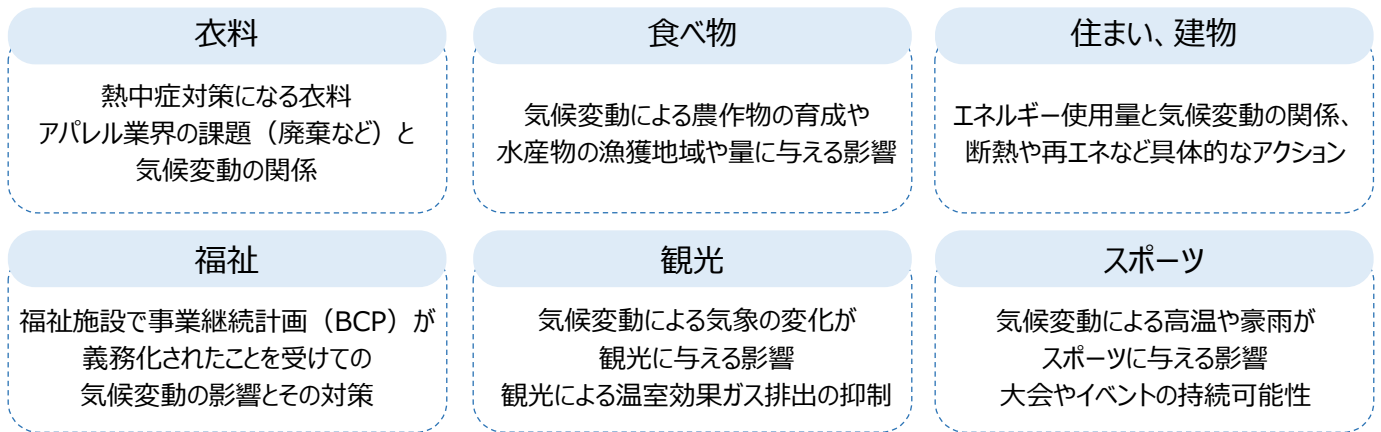 衣料
熱中症対策になる衣料
アパレル業界の課題（廃棄など）と
気候変動の関係
食べ物
気候変動による農作物の育成や
水産物の漁獲地域や量に与える影響
住まい、建物
エネルギー使用量と気候変動の関係、
断熱や再エネなど具体的なアクション
福祉
福祉施設で事業継続計画（BCP）が
義務化されたことを受けての
気候変動の影響とその対策
観光
気候変動による気象の変化が
観光に与える影響
観光による温室効果ガス排出の抑制
スポーツ
気候変動による高温や豪雨が
スポーツに与える影響
大会やイベントの持続可能性